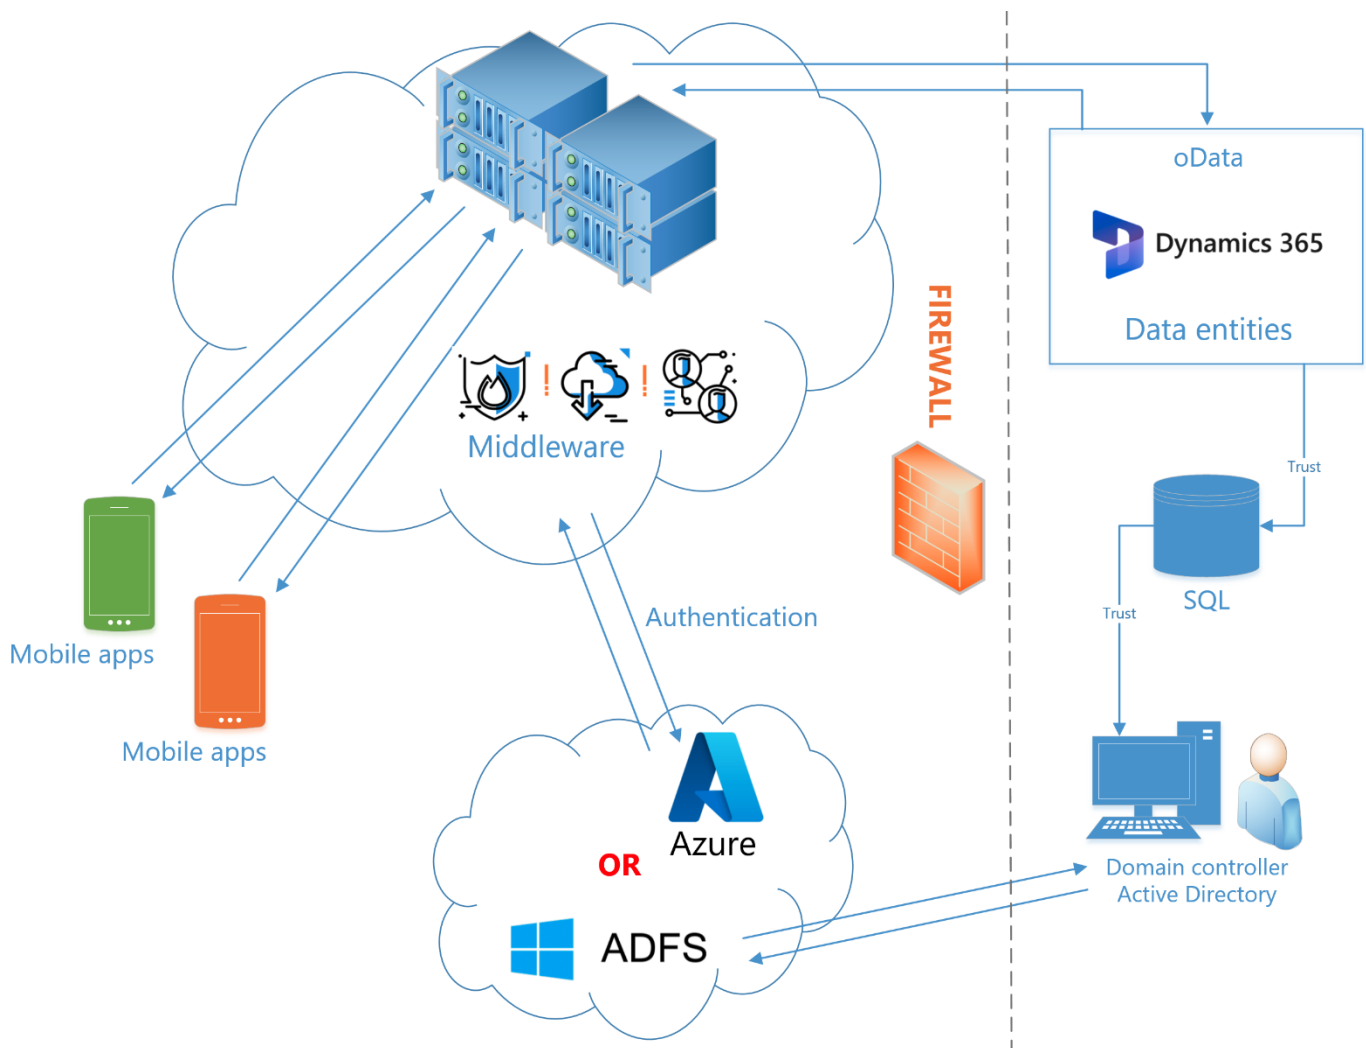 oData
Dynamics 365
Data entities
FIREWALL
Middleware
Trust
SQL
Trust
Authentication
Mobile apps
Mobile apps
Azure
OR
ADFS
Domain controller
Active Directory